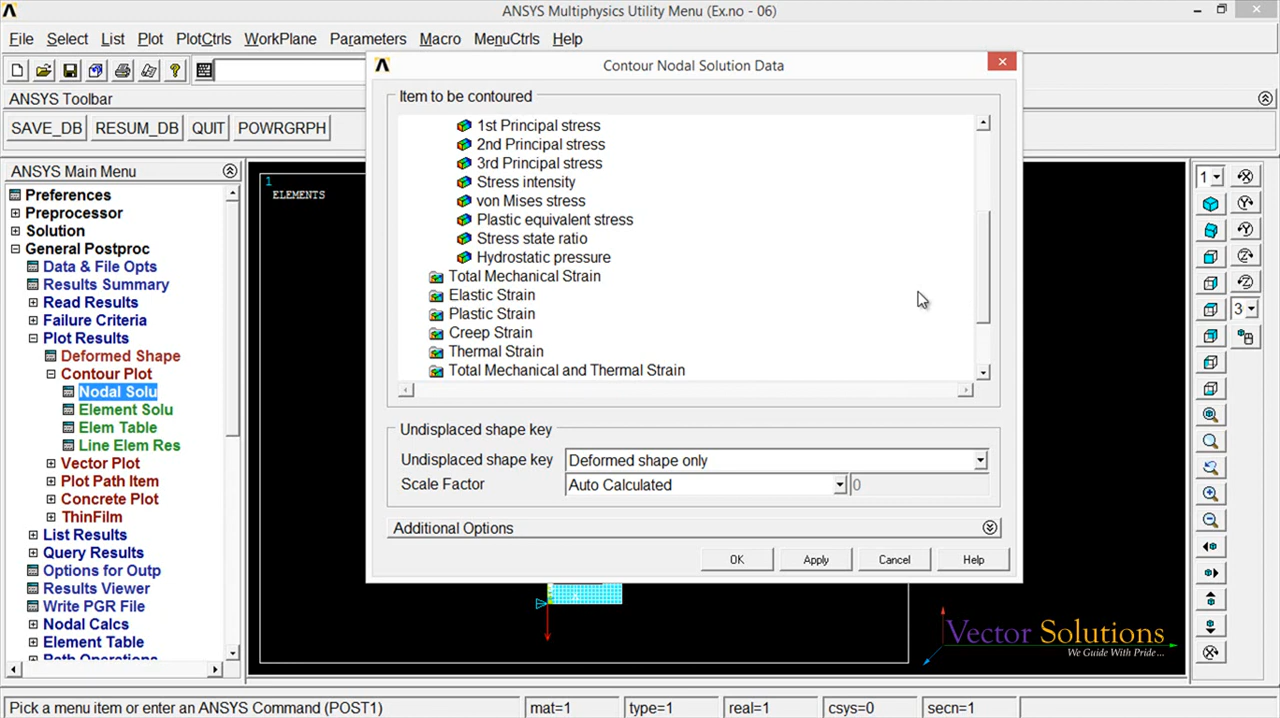 ANSYS Multiphysics Utility Menu (Ex.no - 06)
File Select List Plot PlotCtrls WorkPlane Parameters Macro MenuCtrls Help
ANSYS Toolbar
SAVE_DB RESUM_DB QUIT POWRGRPH
ANSYS Main Menu
Preferences
Preprocessor
Solution
General Postproc
Data & File Opts
Results Summary
Read Results
Failure Criteria
Plot Results
Deformed Shape
Contour Plot
Nodal Solu
Element Solu
Elem Table
Line Elem Res
Vector Plot
Plot Path Item
Concrete Plot
ThinFilm
List Results
Query Results
Options for Outp
Results Viewer
Write PGR File
Nodal Calcs
Element Table
Path Operations
1
ELEMENTS
Contour Nodal Solution Data
Item to be contoured
1st Principal stress
2nd Principal stress
3rd Principal stress
Stress intensity
von Mises stress
Plastic equivalent stress
Stress state ratio
Hydrostatic pressure
Total Mechanical Strain
Elastic Strain
Plastic Strain
Creep Strain
Thermal Strain
Total Mechanical and Thermal Strain
Undisplaced shape key
Undisplaced shape key Deformed shape only
Scale Factor Auto Calculated 0
Additional Options
OK Apply Cancel Help
1
3
Vector Solutions
We Guide With Pride...
Pick a menu item or enter an ANSYS Command (POST1) mat=1 type=1 real=1 csys=0 secn=1